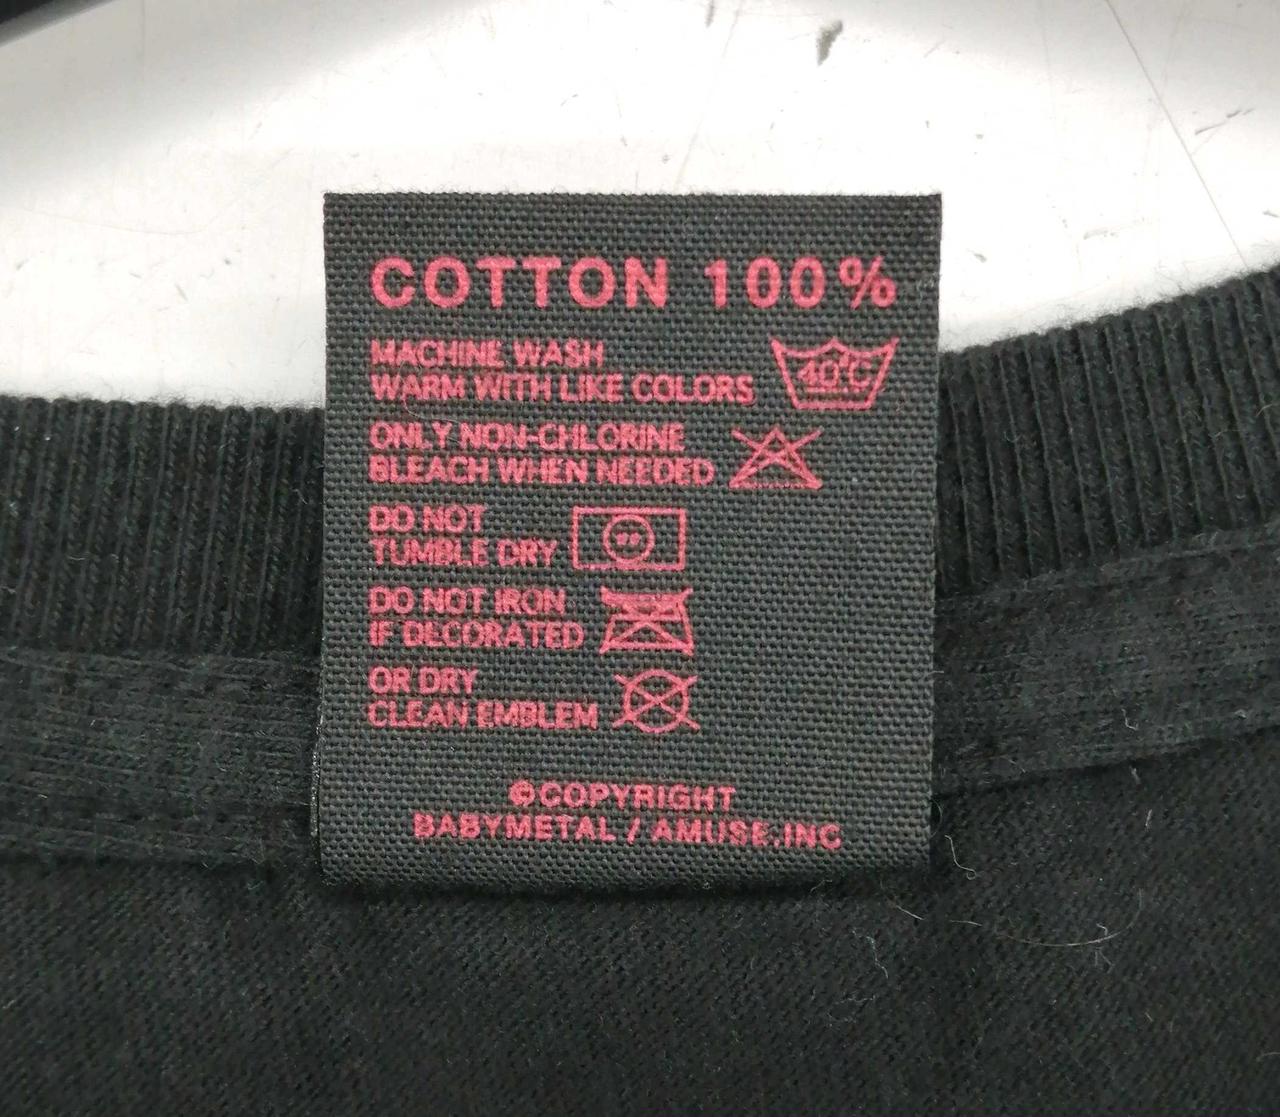 COTTON 100%
MACHINE WASH
WARM WITH LIKE COLORS
40°C
ONLY NON-CHLORINE
BLEACH WHEN NEEDED
DO NOT
TUMBLE DRY
DO NOT IRON
IF DECORATED
OR DRY
CLEAN EMBLEM
©COPYRIGHT
BABYMETAL / AMUSE.INC